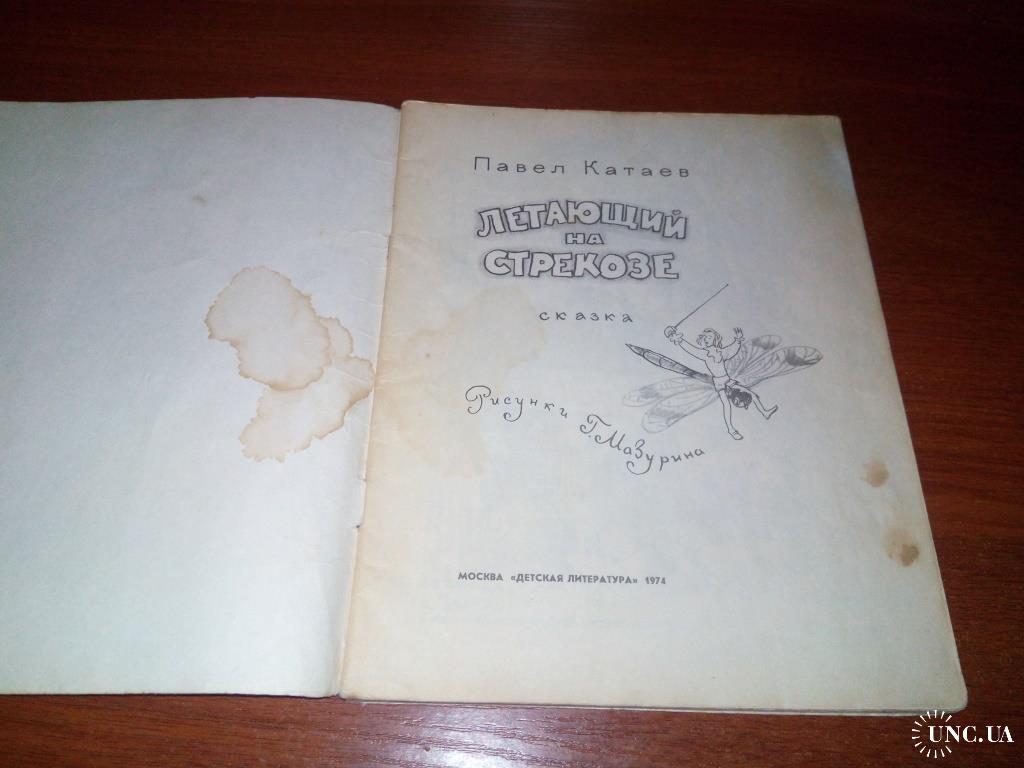 Павел Катаев
ЛЕТАЮЩИЙ
НА
СТРЕКОЗЕ
сказка
Рисунки Г. Мазурина
МОСКВА «ДЕТСКАЯ ЛИТЕРАТУРА» 1974
UNC.UA